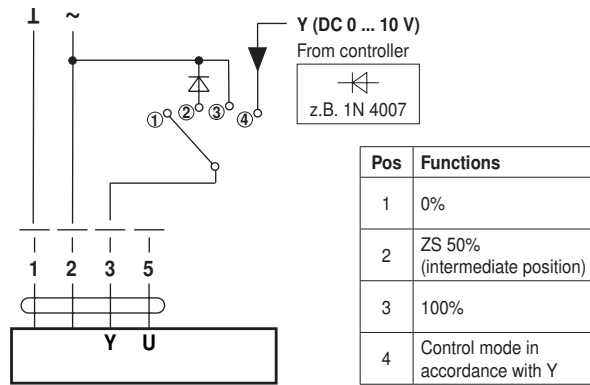 ⊥ ~
Y (DC 0 ... 10 V)
From controller
z.B. 1N 4007
① ② ③ ④
Pos Functions
1 0%
2 ZS 50%
(intermediate position)
3 100%
4 Control mode in
accordance with Y
1 2 3 5
Y U